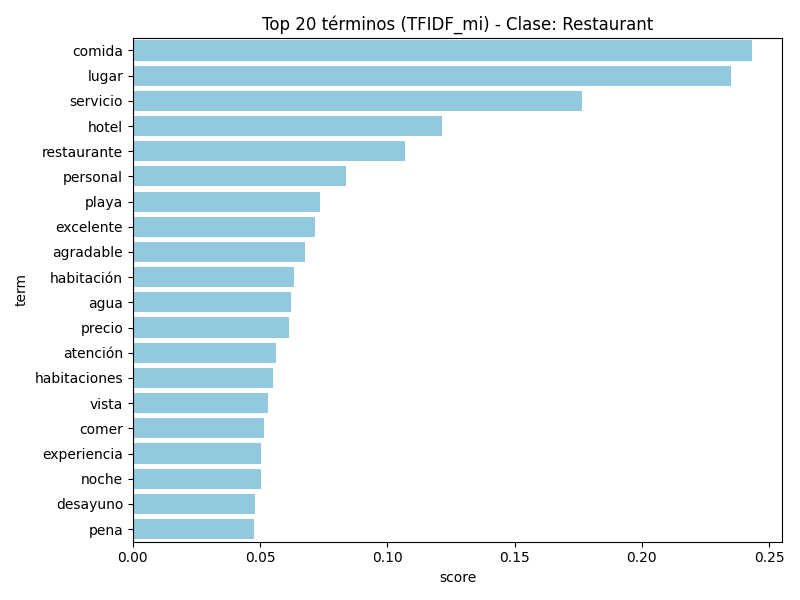 Top 20 términos (TFIDF_mi) - Clase: Restaurant
comida
lugar
servicio
hotel
restaurante
personal
playa
excelente
agradable
habitación
agua
precio
atención
habitaciones
vista
comer
experiencia
noche
desayuno
pena
term
0.00 0.05 0.10 0.15 0.20 0.25
score